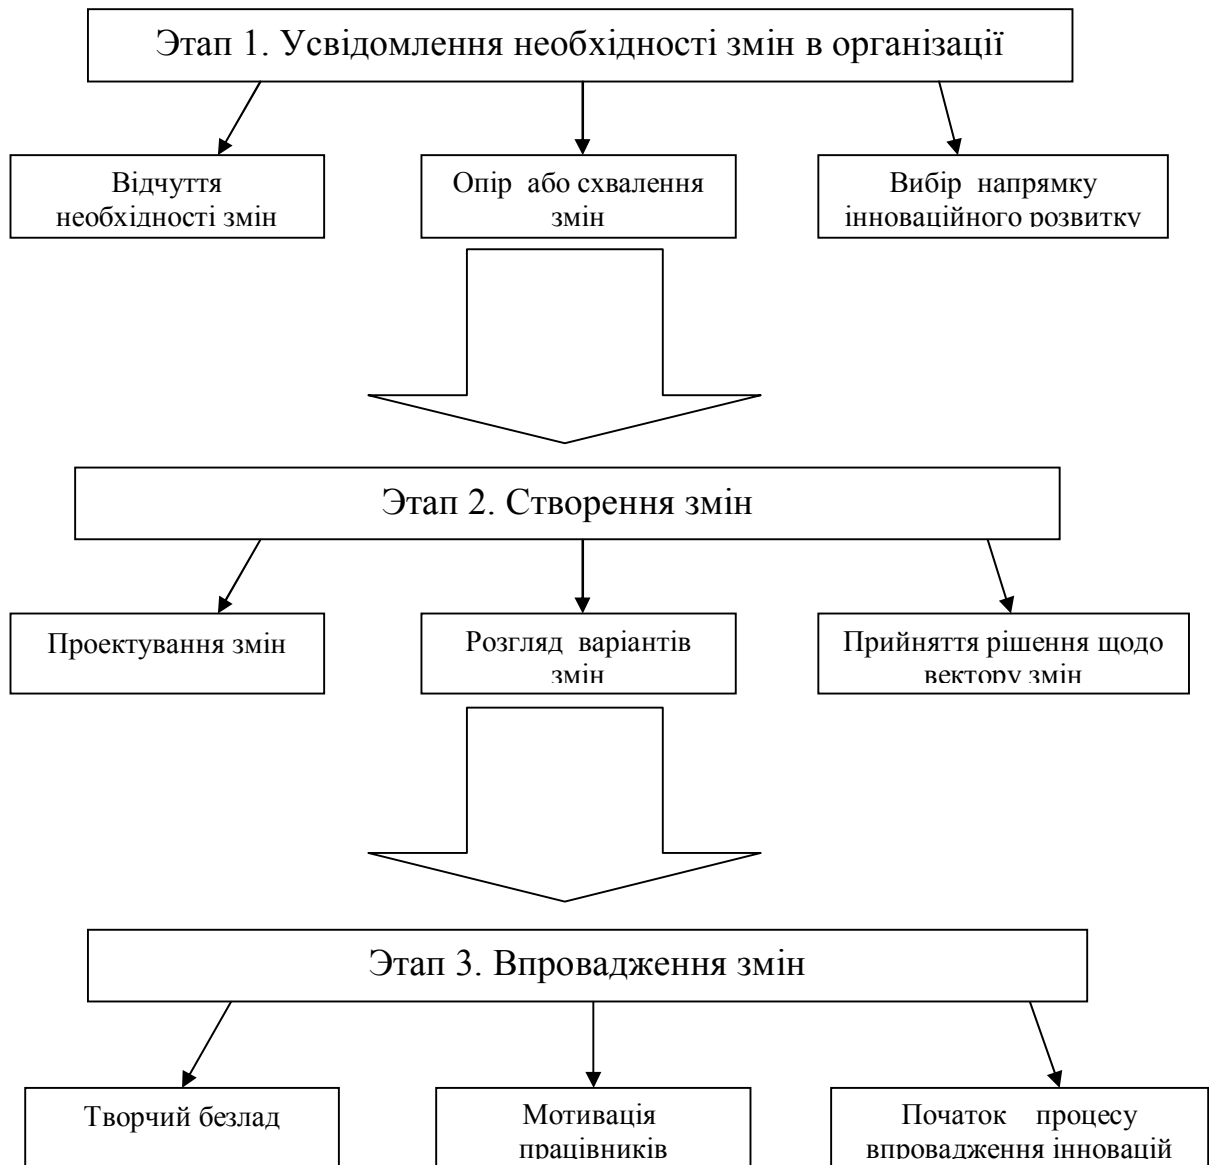 Этап 1. Усвідомлення необхідності змін в організації
Відчуття
необхідності змін
Опір або схвалення
змін
Вибір напрямку
інноваційного розвитку
Этап 2. Створення змін
Проектування змін
Розгляд варіантів
змін
Прийняття рішення щодо
вектору змін
Этап 3. Впровадження змін
Творчий безлад
Мотивація
працівників
Початок процесу
впровадження інновацій